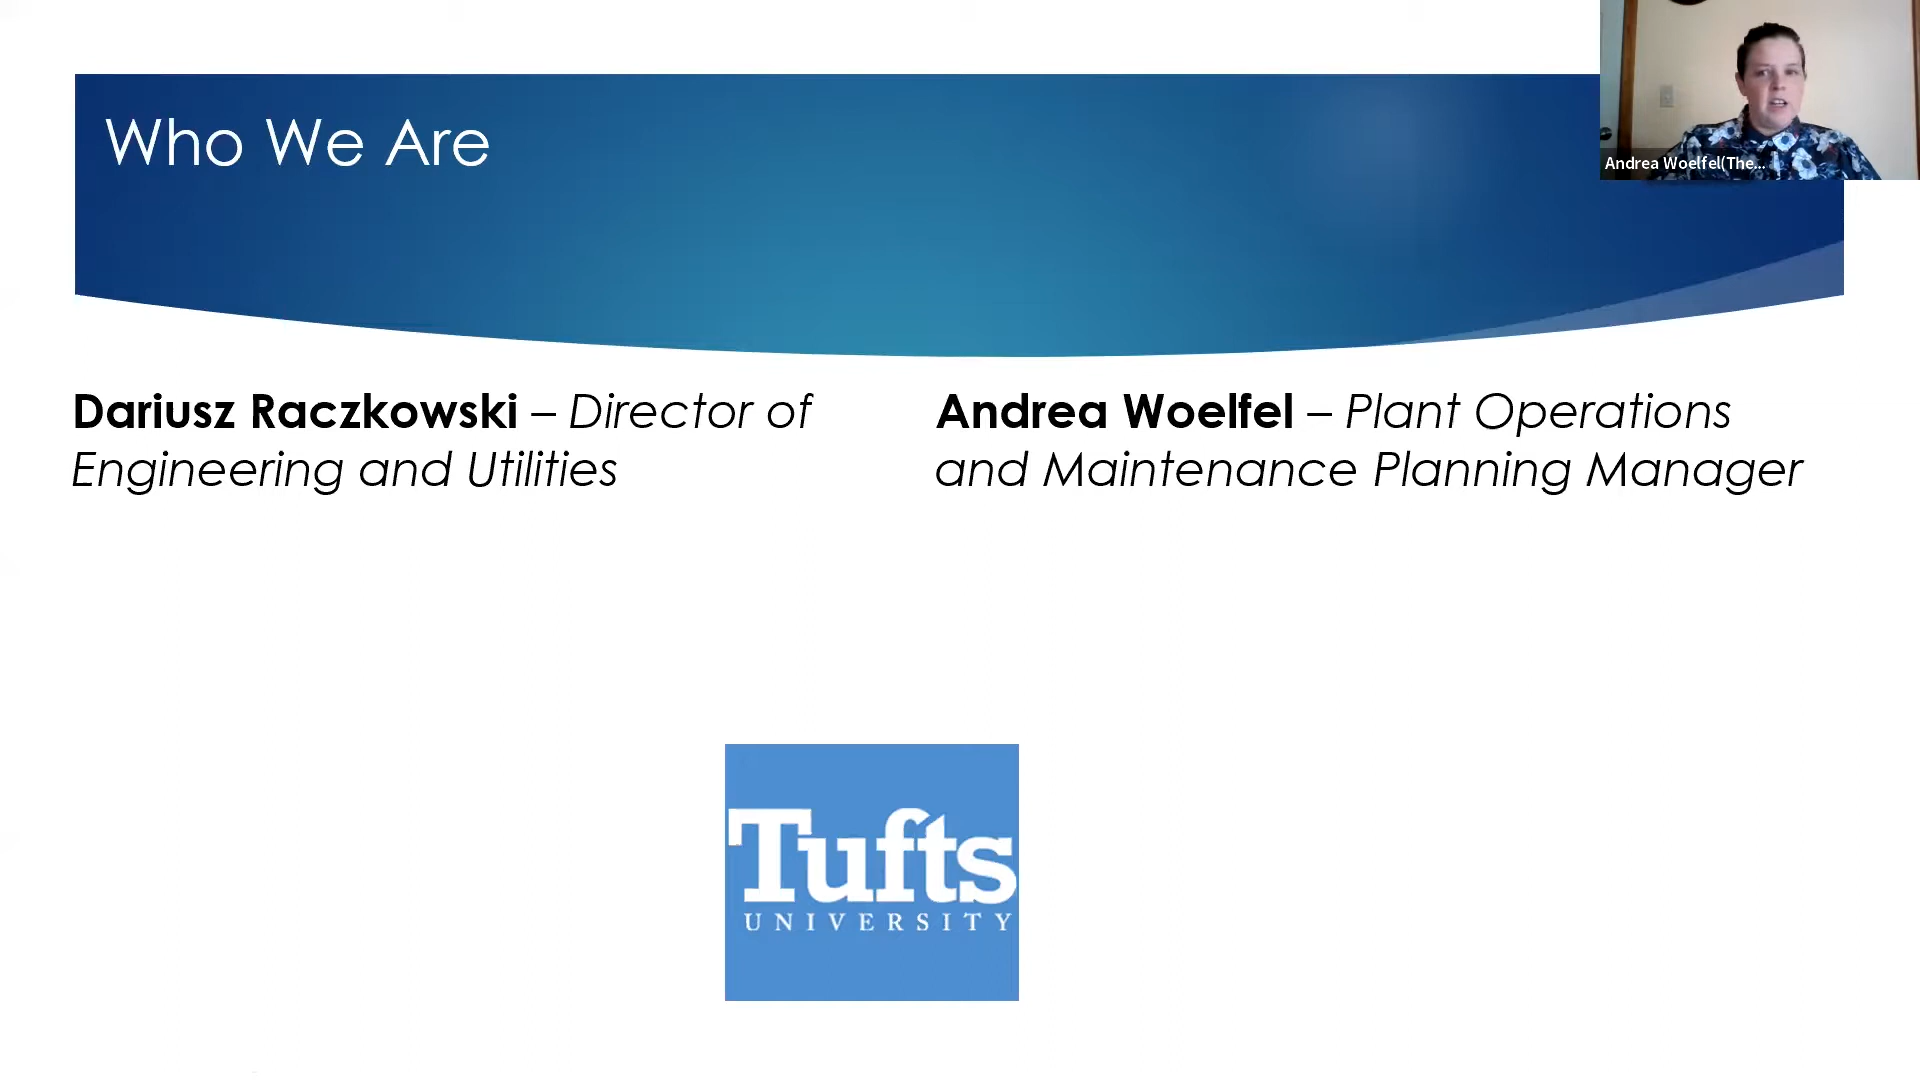 Who We Are
Andrea Woelfel(The...
Dariusz Raczkowski – Director of
Engineering and Utilities
Andrea Woelfel – Plant Operations
and Maintenance Planning Manager
Tufts
UNIVERSITY